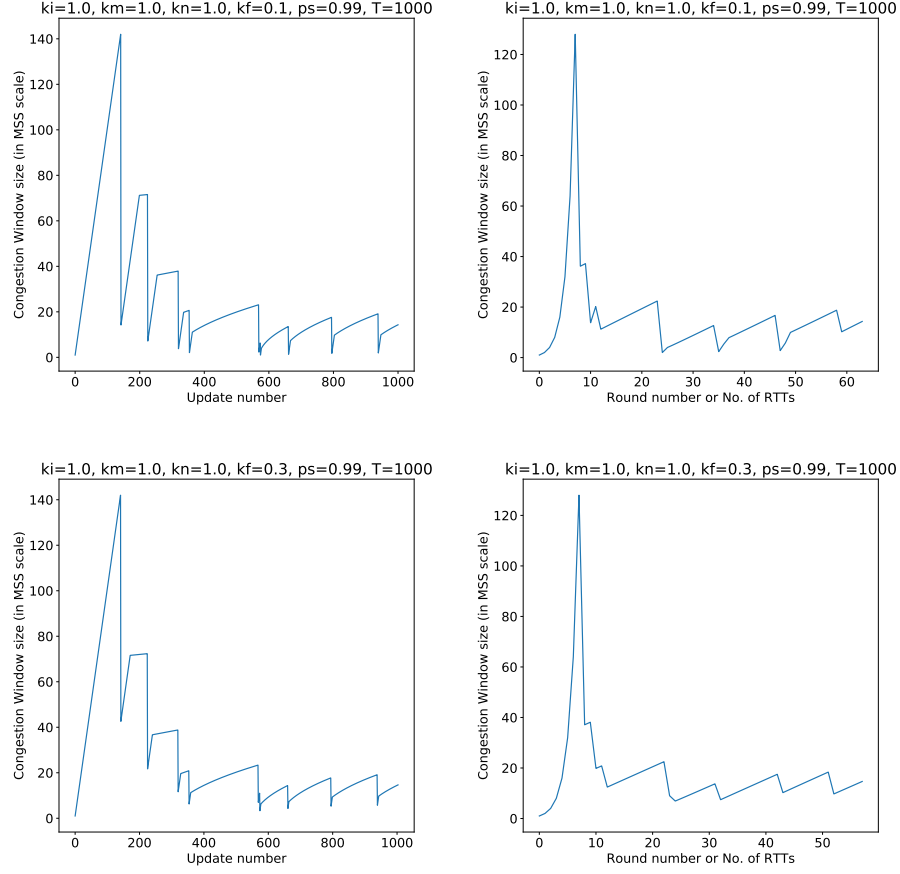 ki=1.0, km=1.0, kn=1.0, kf=0.1, ps=0.99, T=1000
Congestion Window size (in MSS scale)
140
120
100
80
60
40
20
0
0 200 400 600 800 1000
Update number
ki=1.0, km=1.0, kn=1.0, kf=0.1, ps=0.99, T=1000
Congestion Window size (in MSS scale)
120
100
80
60
40
20
0
0 10 20 30 40 50 60
Round number or No. of RTTs
ki=1.0, km=1.0, kn=1.0, kf=0.3, ps=0.99, T=1000
Congestion Window size (in MSS scale)
140
120
100
80
60
40
20
0
0 200 400 600 800 1000
Update number
ki=1.0, km=1.0, kn=1.0, kf=0.3, ps=0.99, T=1000
Congestion Window size (in MSS scale)
120
100
80
60
40
20
0
0 10 20 30 40 50
Round number or No. of RTTs